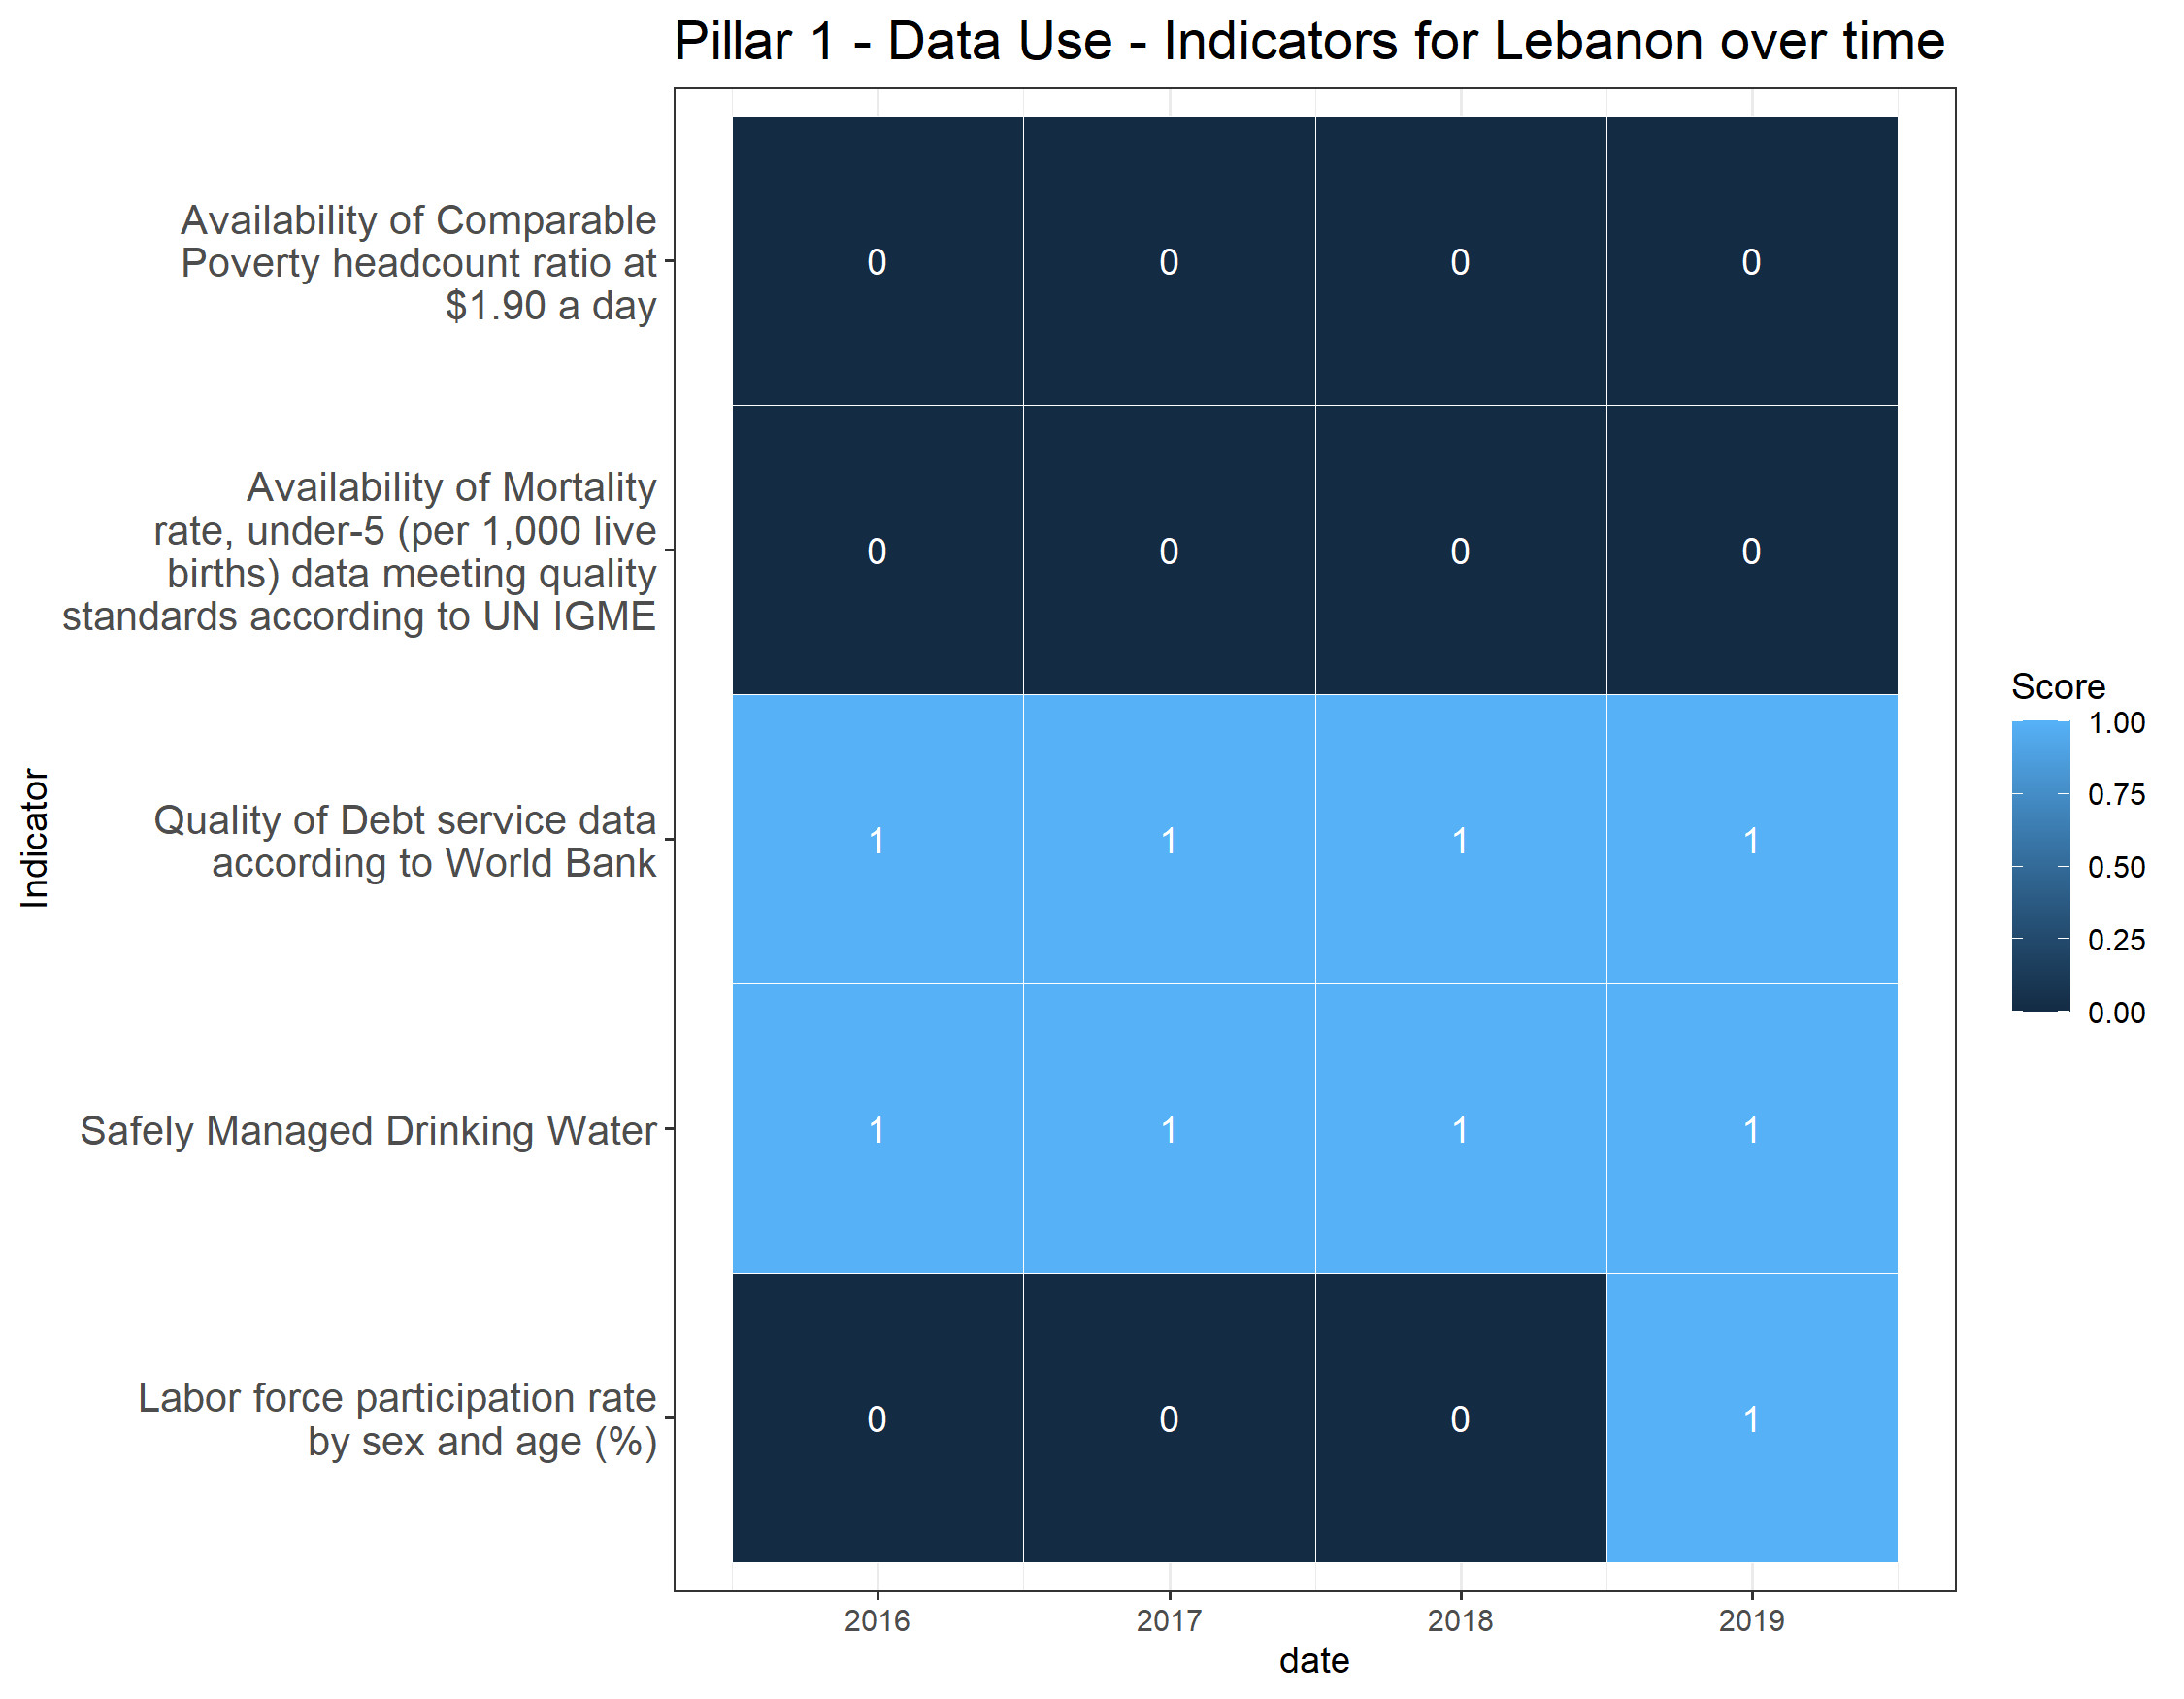 Pillar 1 - Data Use - Indicators for Lebanon over time
Indicator
Availability of Comparable
Poverty headcount ratio at
$1.90 a day
0 0 0 0
Availability of Mortality
rate, under-5 (per 1,000 live
births) data meeting quality
standards according to UN IGME
0 0 0 0
Quality of Debt service data
according to World Bank
1 1 1 1
Safely Managed Drinking Water
1 1 1 1
Labor force participation rate
by sex and age (%)
0 0 0 1
2016 2017 2018 2019
date
Score
1.00
0.75
0.50
0.25
0.00